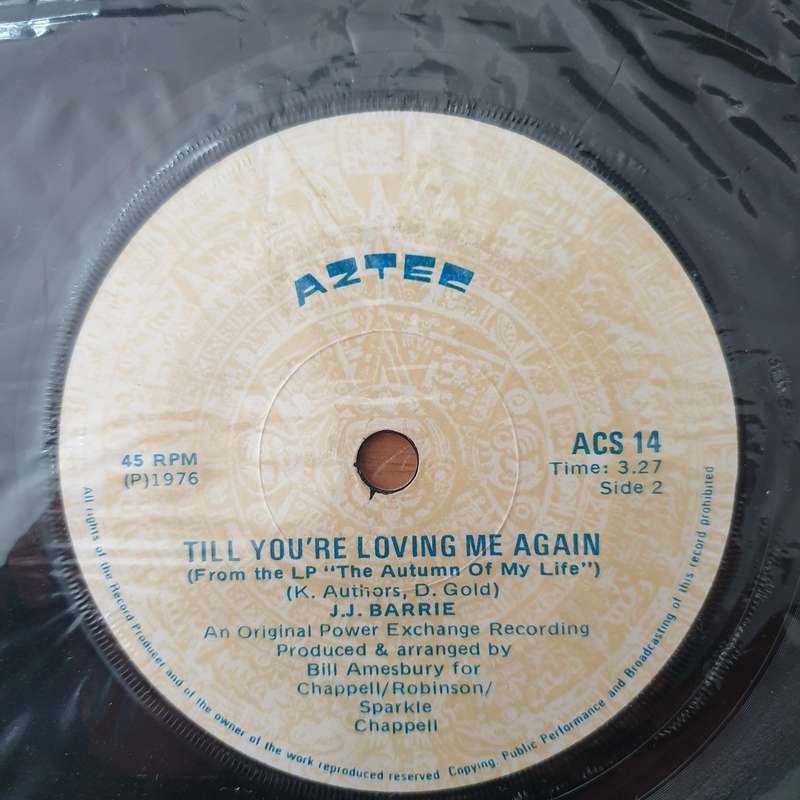 AZTEC
45 RPM
(P)1976
ACS 14
Time: 3.27
Side 2
TILL YOU'RE LOVING ME AGAIN
(From the LP "The Autumn Of My Life")
(K. Authors, D. Gold)
J.J. BARRIE
An Original Power Exchange Recording
Produced & arranged by
Bill Amesbury for
Chappell/Robinson/
Sparkle
Chappell
All rights of the Record Producer and of the owner of the work reproduced reserved. Copying, Public Performance and Broadcasting of this record prohibited